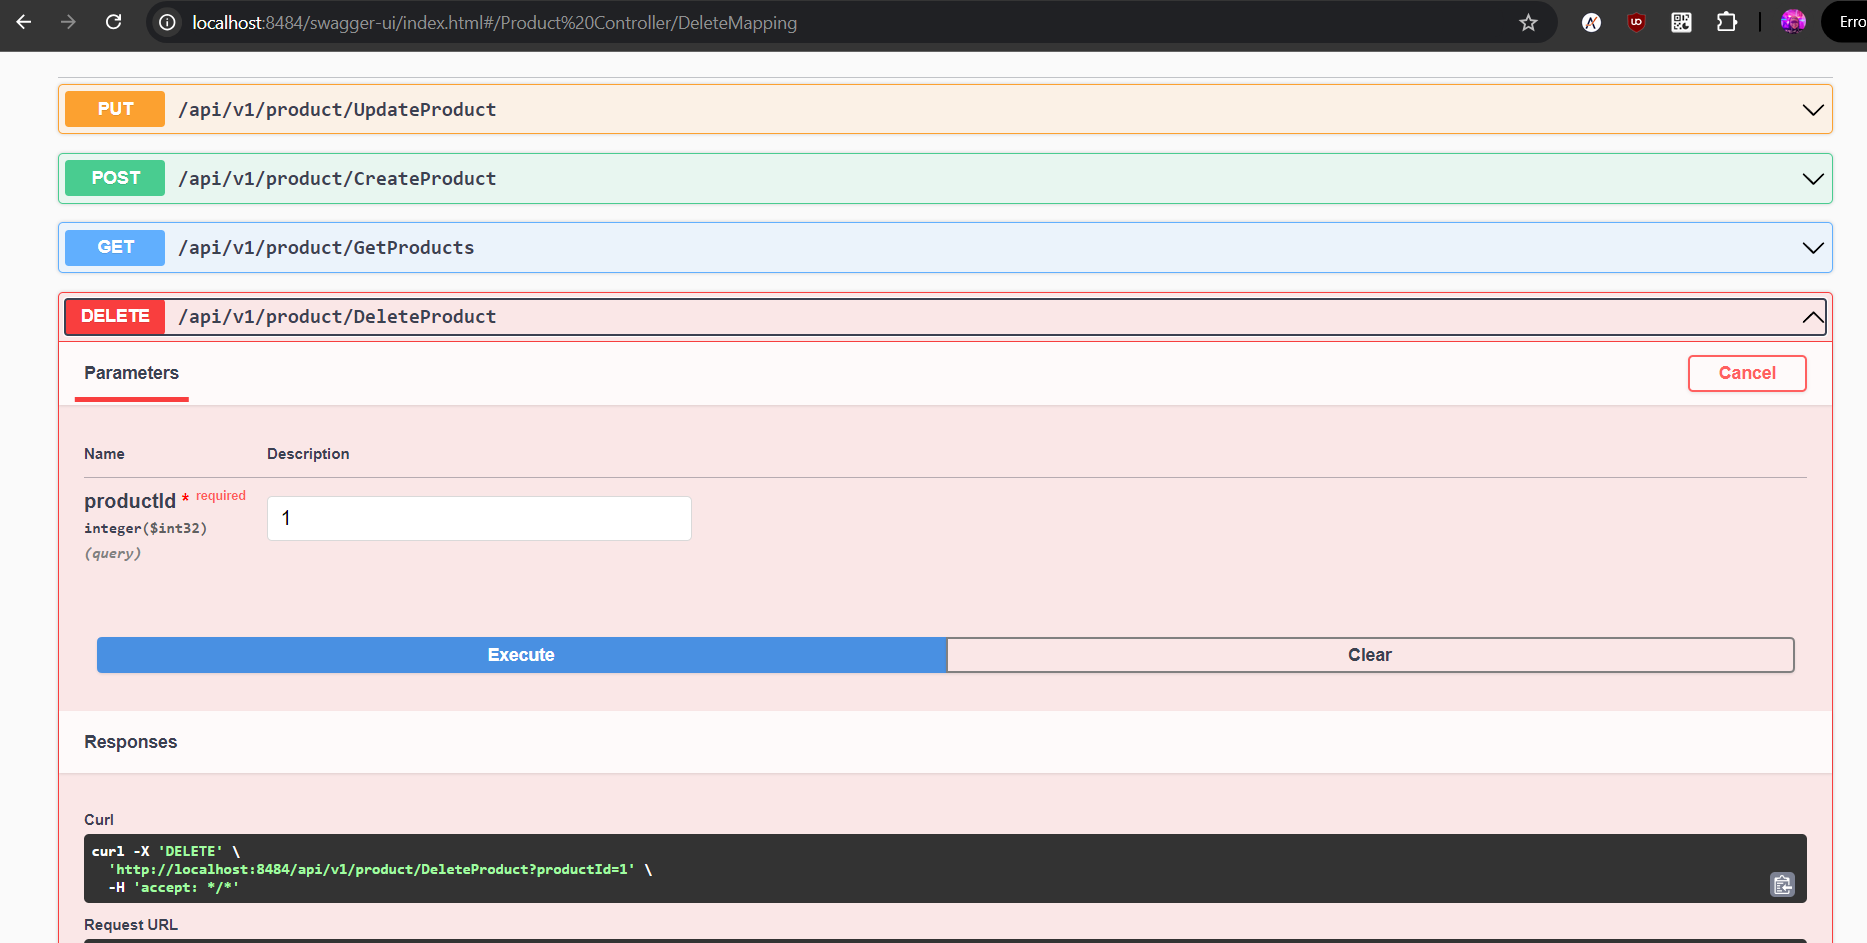 localhost:8484/swagger-ui/index.html#/Product%20Controller/DeleteMapping
Erro
PUT /api/v1/product/UpdateProduct
POST /api/v1/product/CreateProduct
GET /api/v1/product/GetProducts
DELETE /api/v1/product/DeleteProduct
Parameters
Cancel
Name Description
productId * required
integer($int32)
(query)
1
Execute Clear
Responses
Curl
curl -X 'DELETE' \
'http://localhost:8484/api/v1/product/DeleteProduct?productId=1' \
-H 'accept: */*'
Request URL